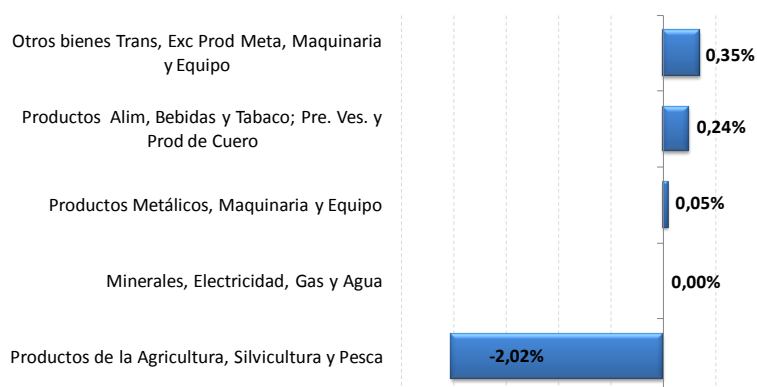 Otros bienes Trans, Exc Prod Meta, Maquinaria
y Equipo
0,35%
Productos Alim, Bebidas y Tabaco; Pre. Ves. y
Prod de Cuero
0,24%
Productos Metálicos, Maquinaria y Equipo
0,05%
Minerales, Electricidad, Gas y Agua
0,00%
Productos de la Agricultura, Silvicultura y Pesca
-2,02%